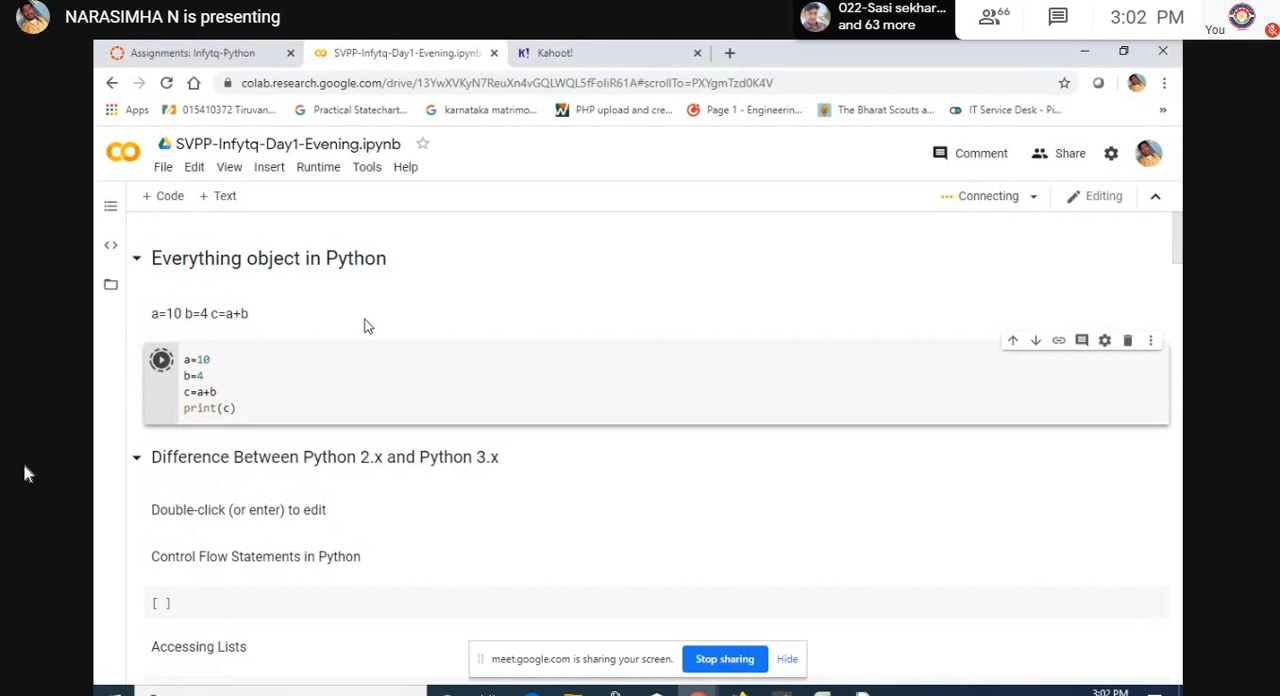 NARASIMHA N is presenting
022-Sasi sekhar...
and 63 more
66
3:02 PM
You
Assignments: Infytq-Python
SVPP-Infytq-Day1-Evening.ipynb
K! Kahoot!
colab.research.google.com/drive/13YwXVKyN7ReuXn4vGQLWQL5fFoIiR61A#scrollTo=PXYgmTzd0K4V
Apps
015410372 Tiruvan...
Practical Statechart...
karnataka matrimo...
PHP upload and cre...
Page 1 - Engineerin...
The Bharat Scouts a...
IT Service Desk - Pi...
»
CO
SVPP-Infytq-Day1-Evening.ipynb
File Edit View Insert Runtime Tools Help
Comment
Share
+ Code + Text
Connecting
Editing
Everything object in Python
a=10 b=4 c=a+b
a=10
b=4
c=a+b
print(c)
Difference Between Python 2.x and Python 3.x
Double-click (or enter) to edit
Control Flow Statements in Python
[ ]
Accessing Lists
meet.google.com is sharing your screen.
Stop sharing
Hide
3:02 PM